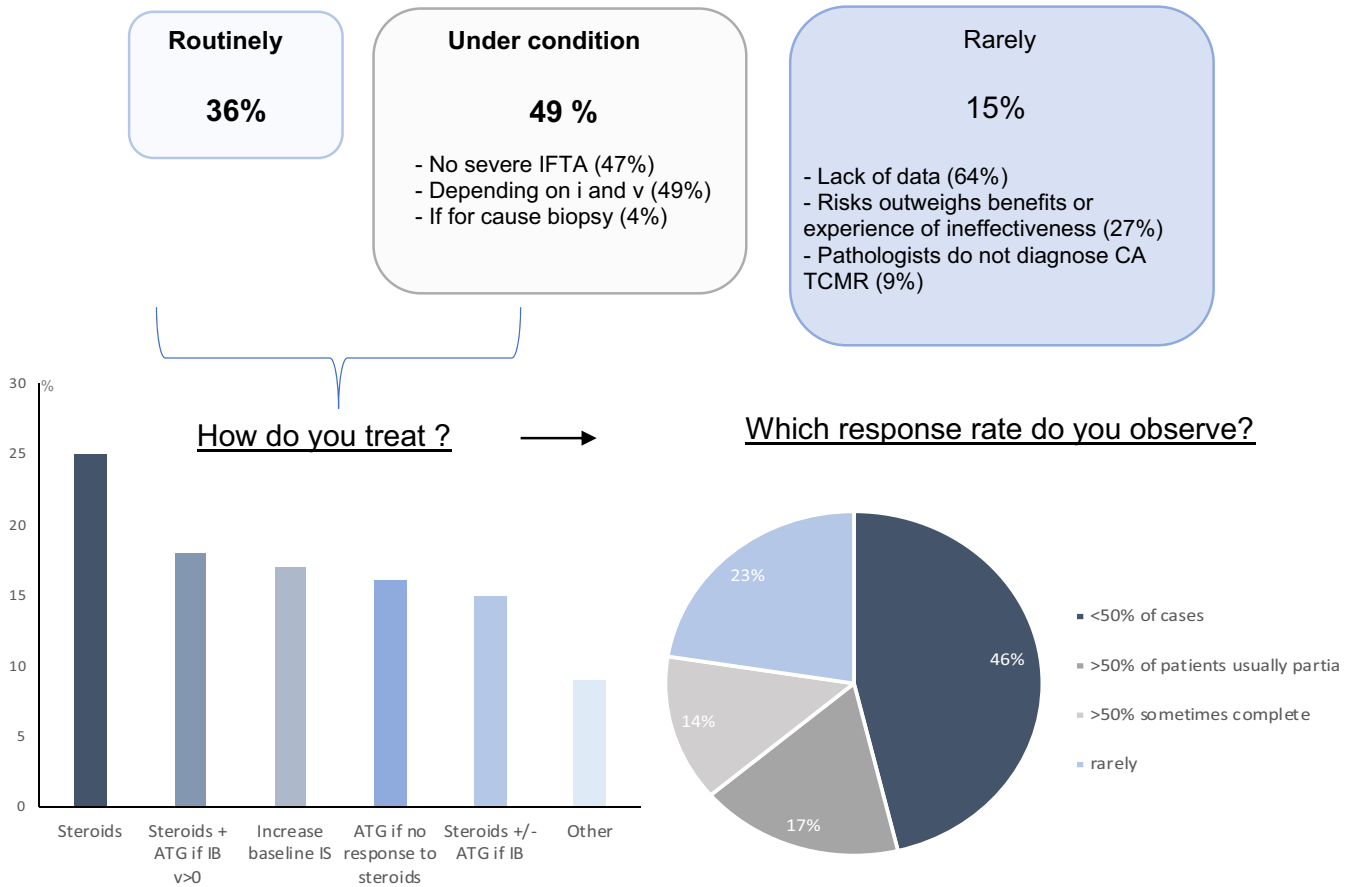 Routinely
36%
Under condition
49 %
- No severe IFTA (47%)
- Depending on i and v (49%)
- If for cause biopsy (4%)
Rarely
15%
- Lack of data (64%)
- Risks outweighs benefits or
experience of ineffectiveness (27%)
- Pathologists do not diagnose CA
TCMR (9%)
How do you treat ?
%
30
25
20
15
10
5
0
Steroids
Steroids +
ATG if IB
v>0
Increase
baseline IS
ATG if no
response to
steroids
Steroids +/-
ATG if IB
Other
Which response rate do you observe?
23%
46%
14%
17%
<50% of cases
>50% of patients usually partia
>50% sometimes complete
rarely